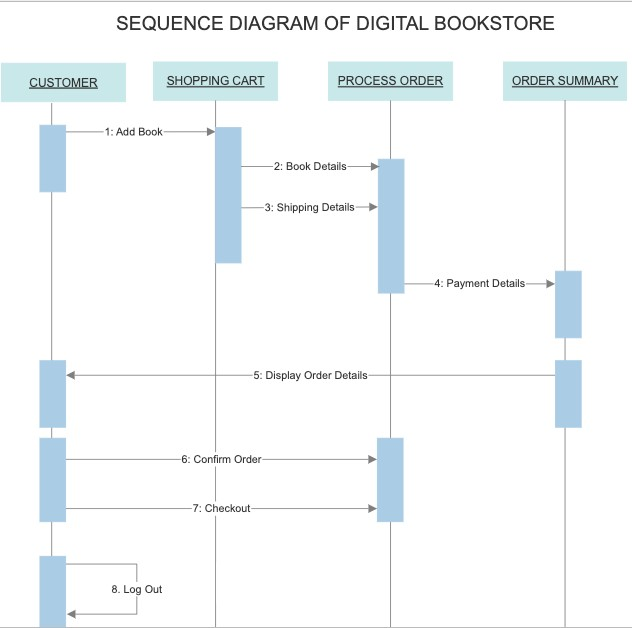 SEQUENCE DIAGRAM OF DIGITAL BOOKSTORE
CUSTOMER
SHOPPING CART
PROCESS ORDER
ORDER SUMMARY
1: Add Book
2: Book Details
3: Shipping Details
4: Payment Details
5: Display Order Details
6: Confirm Order
7: Checkout
8. Log Out